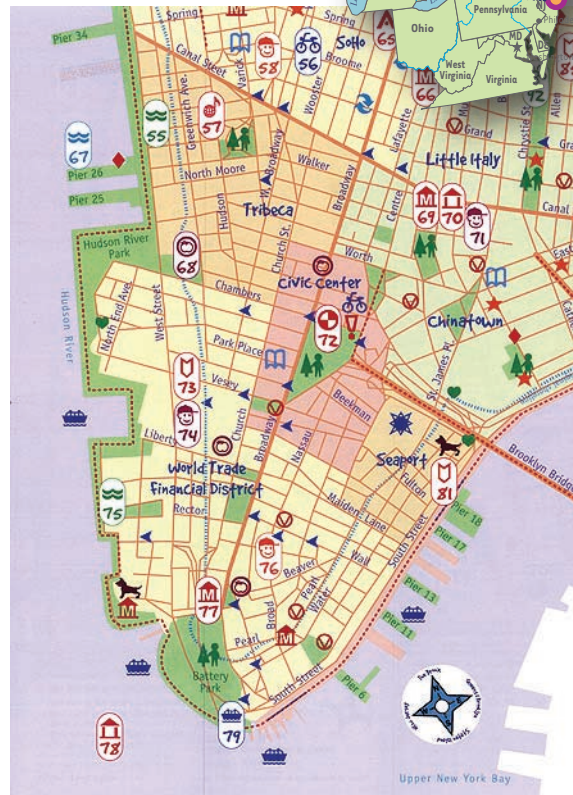 Pennsylvania
Ohio
MD
West
Virginia
Virginia
Spring
Spring
SoHo
Pier 34
Canal Street
Varick
58
56
Broome
65
66
Wooster
Greenwich Ave.
55
57
Lafayette
Grand
Chrystie St.
Allen
72
67
Little Italy
Pier 26
North Moore
W. Broadway
Walker
Broadway
Centre
Canal
Pier 25
Hudson
Tribeca
69
70
71
Hudson River
Park
68
Church St.
Worth
East
Civic Center
Chambers
North End Ave.
West Street
Hudson River
72
Chinatown
Park Place
St. James Pl.
73
Vesey
Beekman
74
Liberty
Church
Broadway
Nassau
Seaport
Brooklyn Bridge
World Trade
Financial District
Fulton
81
75
Rector
Maiden Lane
South Street
Pier 18
Pier 17
76
Wall
Beaver
Pearl
Water
Pier 13
77
Broad
Pearl
Pier 11
Battery
Park
South Street
Pier 6
79
78
Upper New York Bay